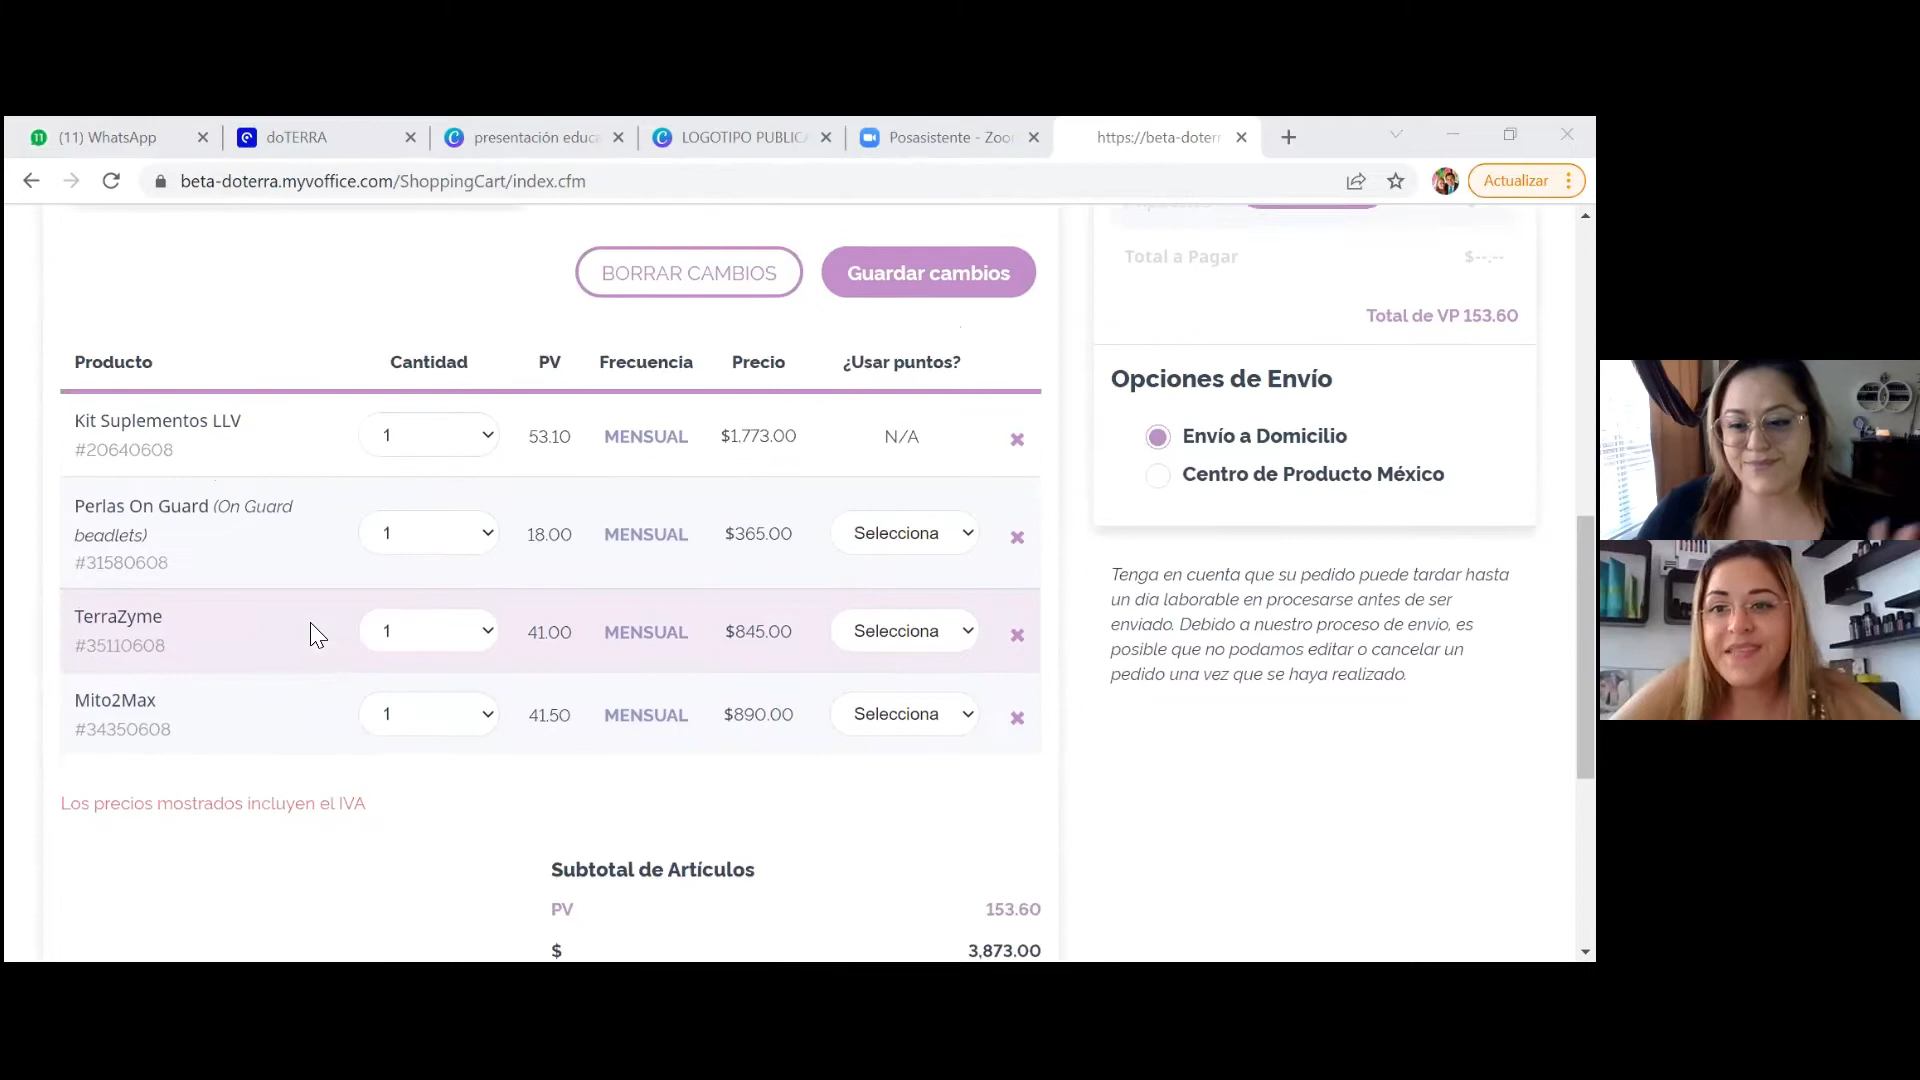 (11) WhatsApp
doTERRA
presentación educa
LOGOTIPO PUBLICA
Posasistente - Zoo
https://beta-doterr
beta-doterra.myvoffice.com/ShoppingCart/index.cfm
Actualizar
BORRAR CAMBIOS
Guardar cambios
Producto Cantidad PV Frecuencia Precio ¿Usar puntos?
Kit Suplementos LLV
#20640608
1 53.10 MENSUAL $1,773.00 N/A
Perlas On Guard (On Guard
beadlets)
#31580608
1 18.00 MENSUAL $365.00 Selecciona
TerraZyme
#35110608
1 41.00 MENSUAL $845.00 Selecciona
Mito2Max
#34350608
1 41.50 MENSUAL $890.00 Selecciona
Los precios mostrados incluyen el IVA
Subtotal de Artículos
PV 153.60
$ 3,873.00
Total a Pagar $--.--
Total de VP 153.60
Opciones de Envío
Envío a Domicilio
Centro de Producto México
Tenga en cuenta que su pedido puede tardar hasta
un día laborable en procesarse antes de ser
enviado. Debido a nuestro proceso de envío, es
posible que no podamos editar o cancelar un
pedido una vez que se haya realizado.